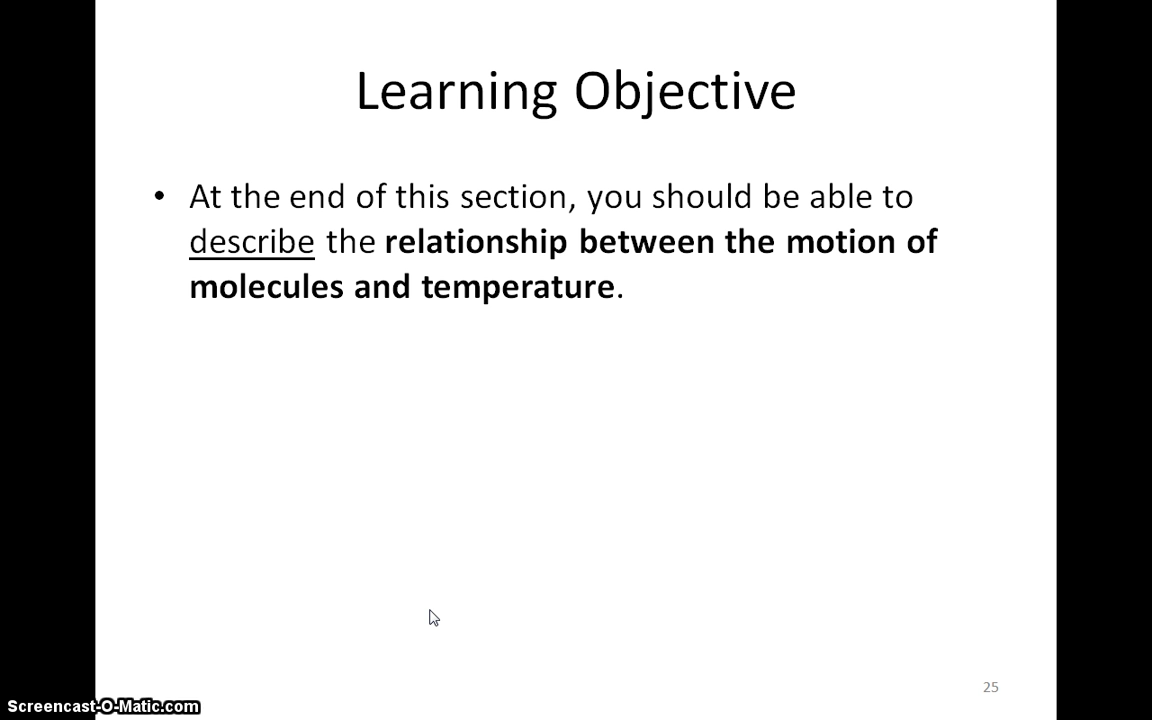 Learning Objective
• At the end of this section, you should be able to
describe the relationship between the motion of
molecules and temperature.
25
Screencast-O-Matic.com